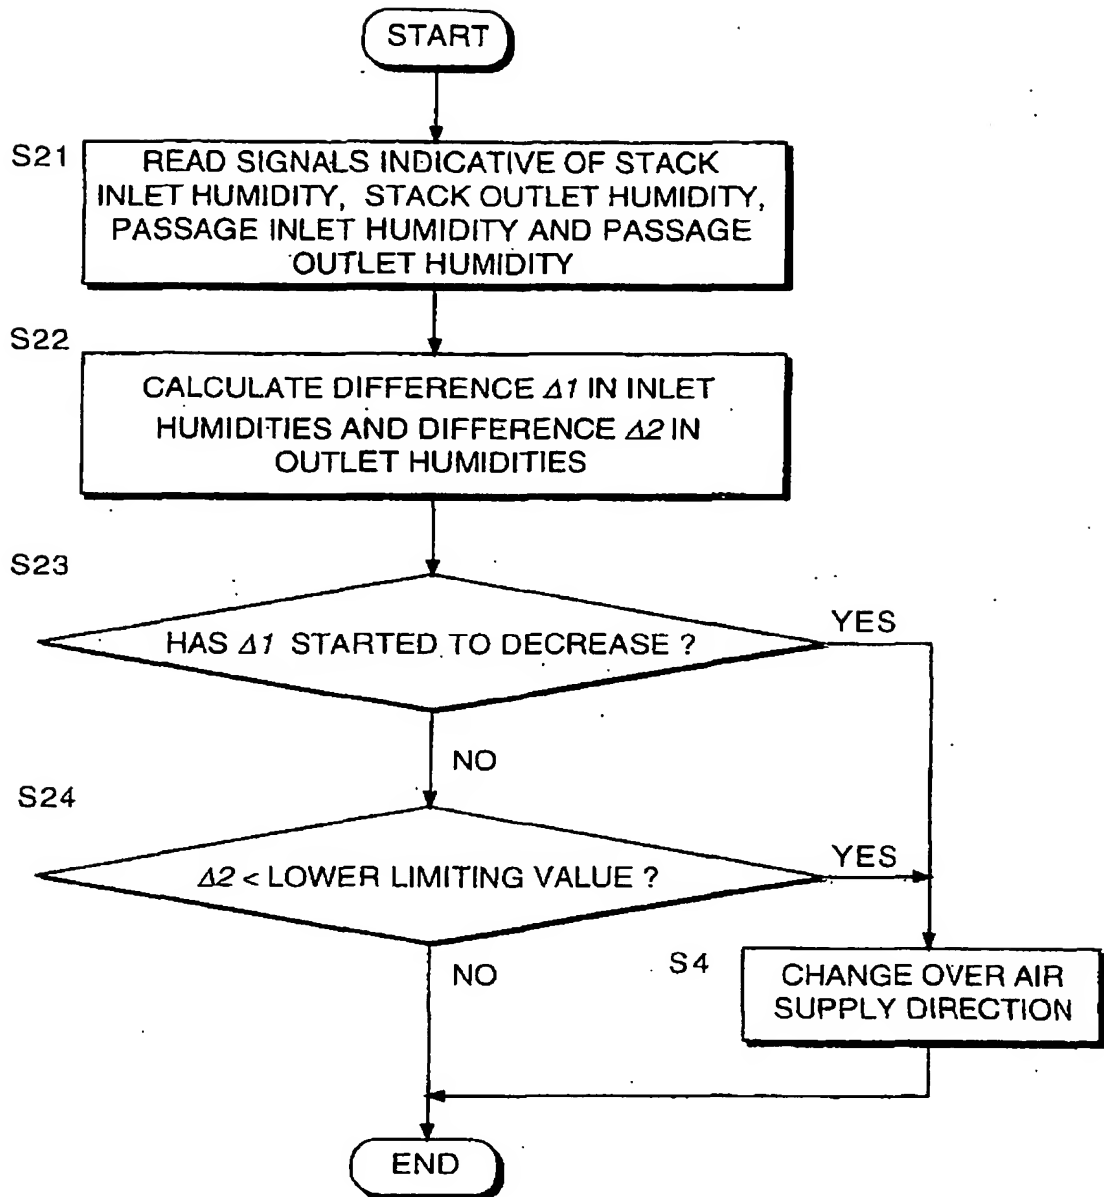 START
S21
READ SIGNALS INDICATIVE OF STACK
INLET HUMIDITY, STACK OUTLET HUMIDITY,
PASSAGE INLET HUMIDITY AND PASSAGE
OUTLET HUMIDITY
S22
CALCULATE DIFFERENCE Δ1 IN INLET
HUMIDITIES AND DIFFERENCE Δ2 IN
OUTLET HUMIDITIES
S23
HAS Δ1 STARTED TO DECREASE ?
YES
NO
S24
Δ2 < LOWER LIMITING VALUE ?
YES
NO
S4
CHANGE OVER AIR
SUPPLY DIRECTION
END